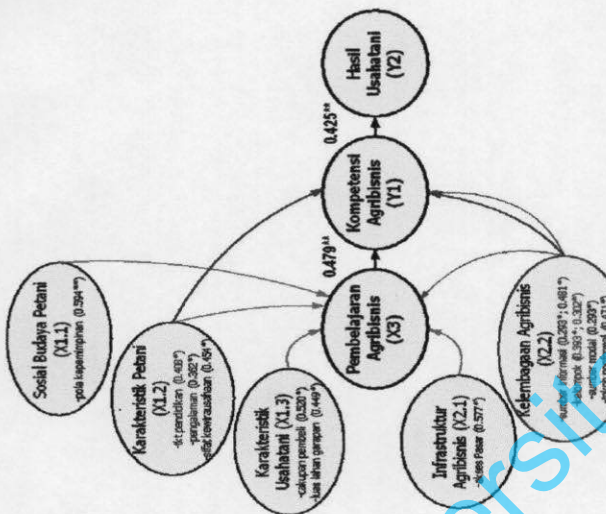 Sosial Budaya Petani
(X1.1)
-pola kepemimpinan (0.594**)
Karakteristik Petani
(X1.2)
-tkt pendidikan (0.408*)
-pengalaman (0.382*)
-sifat kewirausahaan (0.454*)
Karakteristik
Usahatani (X1.3)
-cakupan pembeli (0.520*)
-luas lahan garapan (0.449*)
Infrastruktur
Agribisnis (X2.1)
-akses Pasar (0.577*)
Kelembagaan Agribisnis
(X2.2)
-sumber informasi (0.293*; 0.481*)
-kelompok (0.393*; 0.302*)
-sumber modal (0.393*)
Pembelajaran
Agribisnis
(X3)
0.479**
Kompetensi
Agribisnis
(Y1)
0.425**
Hasil
Usahatani
(Y2)